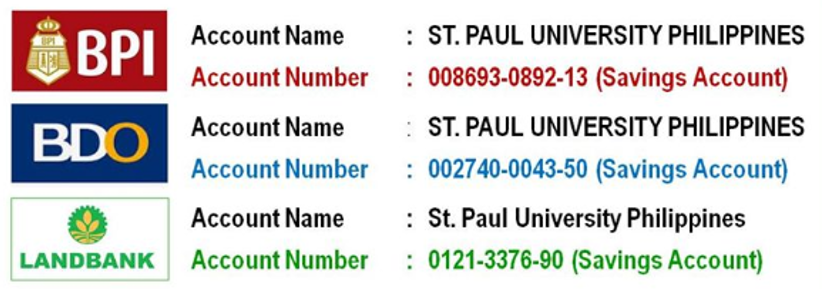 BPI
Account Name : ST. PAUL UNIVERSITY PHILIPPINES
Account Number : 008693-0892-13 (Savings Account)
BDO
Account Name : ST. PAUL UNIVERSITY PHILIPPINES
Account Number : 002740-0043-50 (Savings Account)
LANDBANK
Account Name : St. Paul University Philippines
Account Number : 0121-3376-90 (Savings Account)